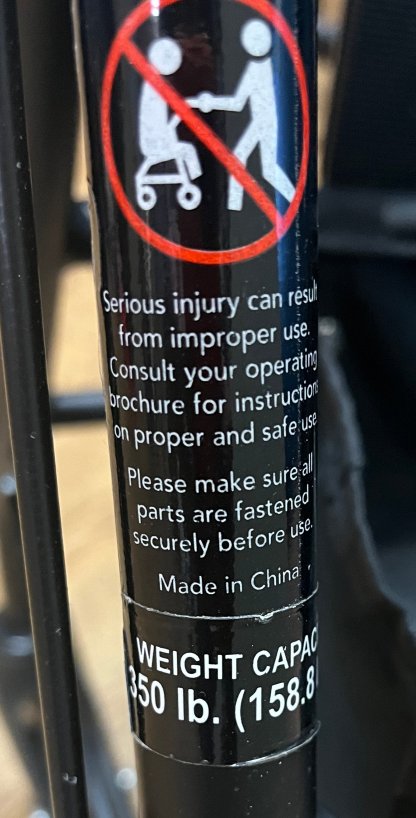 Serious injury can result
from improper use.
Consult your operating
brochure for instructions
on proper and safe use
Please make sure all
parts are fastened
securely before use.
Made in China
WEIGHT CAPAC
350 lb. (158.8